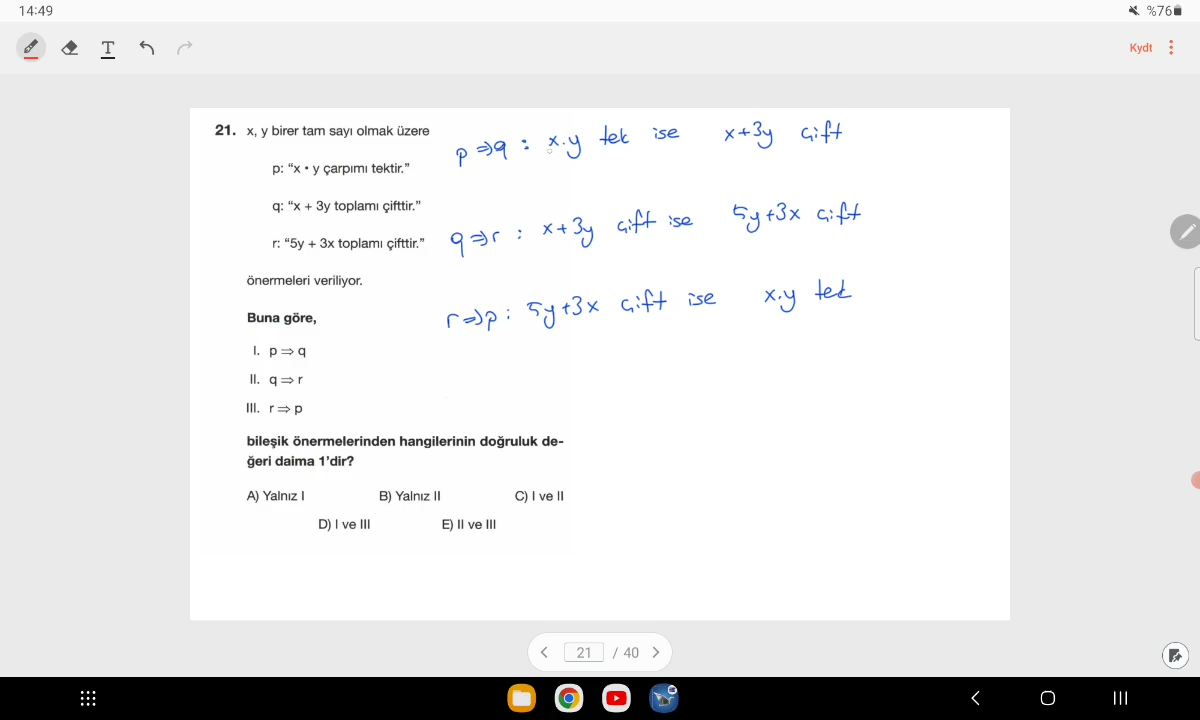 14:49
%76
T
Kydt
21. x, y birer tam sayı olmak üzere
p: “x • y çarpımı tektir.”
q: “x + 3y toplamı çifttir.”
r: “5y + 3x toplamı çifttir.”
önermeleri veriliyor.
Buna göre,
I. p ⇒ q
II. q ⇒ r
III. r ⇒ p
bileşik önermelerinden hangilerinin doğruluk de-
ğeri daima 1’dir?
A) Yalnız I B) Yalnız II C) I ve II
D) I ve III E) II ve III
p ⇒ q : x.y tek ise x+3y çift
q ⇒ r : x+3y çift ise 5y+3x çift
r ⇒ p : 5y+3x çift ise x.y tek
21 / 40